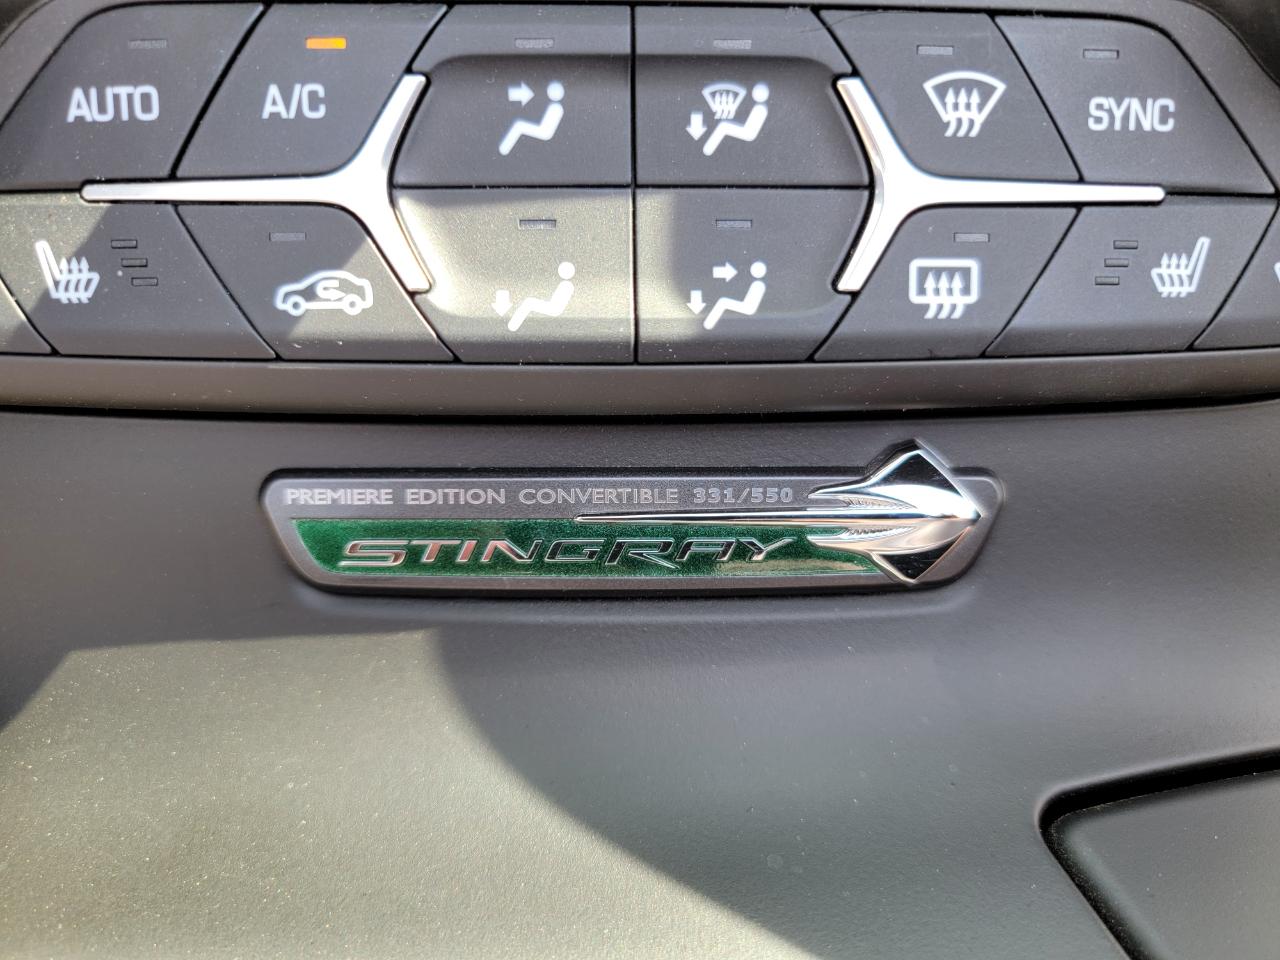 AUTO
A/C
SYNC
PREMIERE EDITION CONVERTIBLE 331/550
STINGRAY